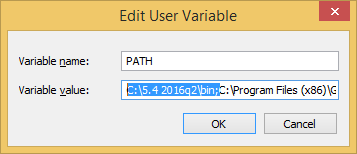 Edit User Variable
Variable name: PATH
Variable value: C:\5.4 2016q2\bin;C:\Program Files (x86)\G
OK Cancel